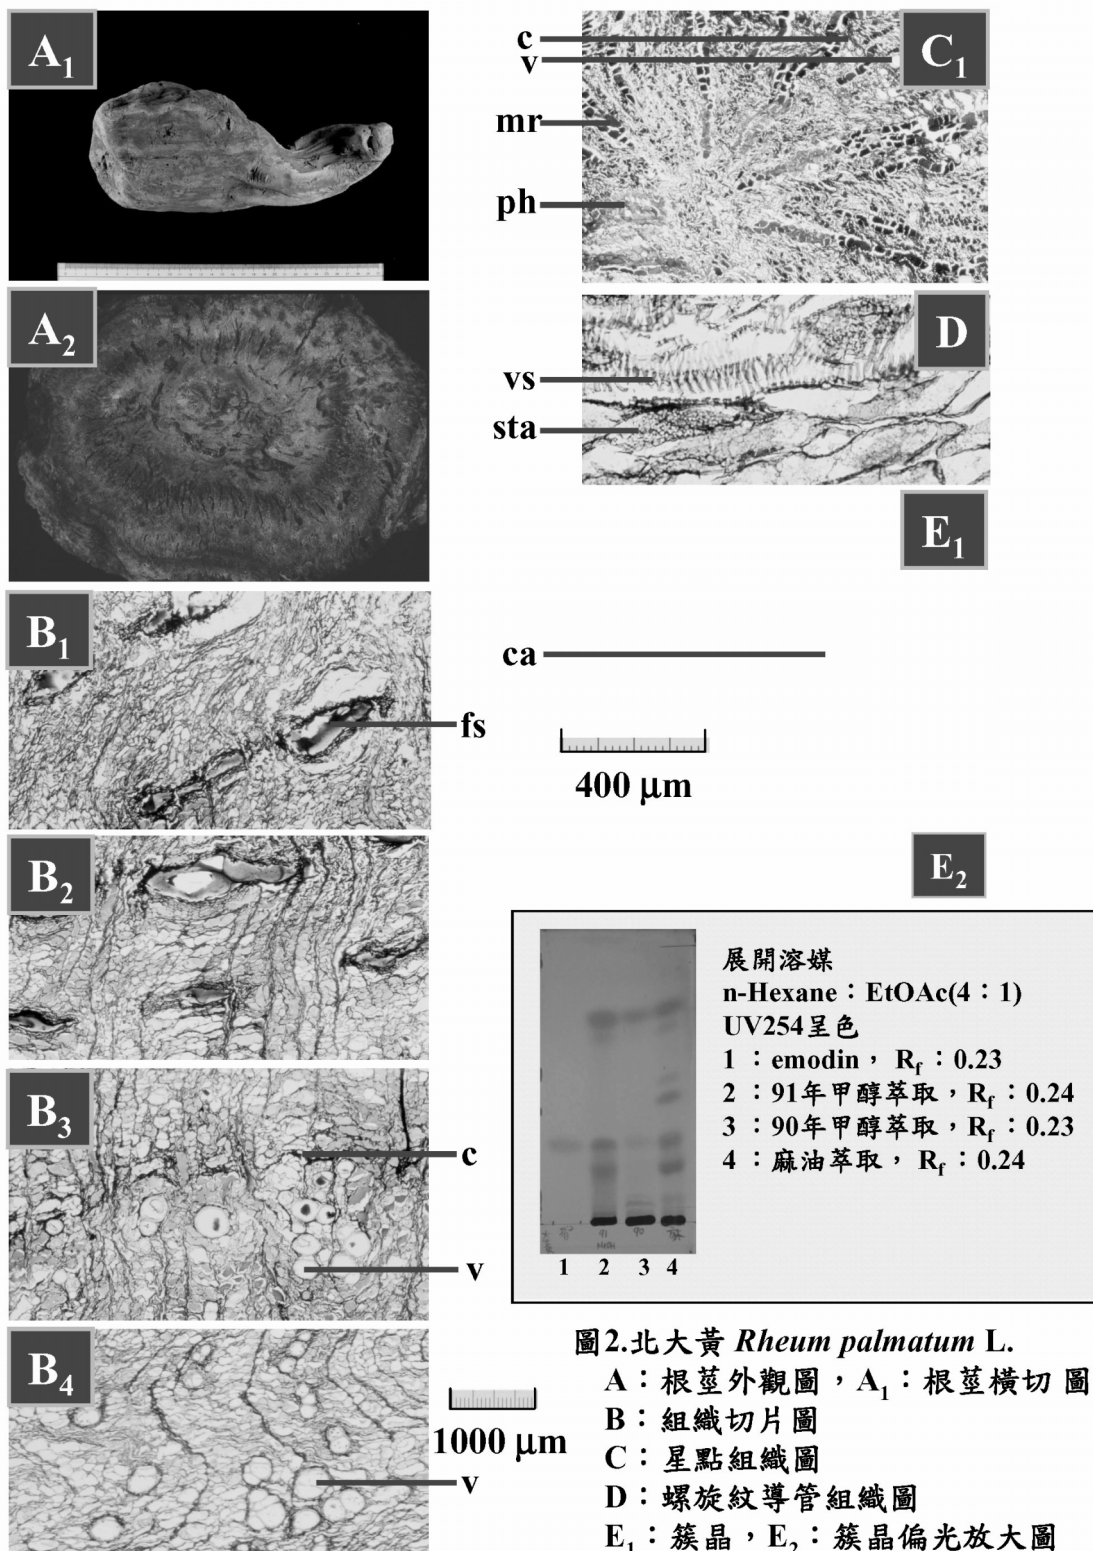 A1
A2
B1
fs
B2
B3
c
v
B4
v
1000 μm
c
v
C1
mr
ph
D
vs
sta
E1
ca
400 μm
E2
展開溶媒
n-Hexane：EtOAc(4：1)
UV254呈色
1：emodin，Rf：0.23
2：91年甲醇萃取，Rf：0.24
3：90年甲醇萃取，Rf：0.23
4：麻油萃取，Rf：0.24
91 90
1 2 3 4
圖2.北大黃 Rheum palmatum L.
A：根莖外觀圖，A1：根莖橫切 圖
B：組織切片圖
C：星點組織圖
D：螺旋紋導管組織圖
E1：簇晶，E2：簇晶偏光放大圖